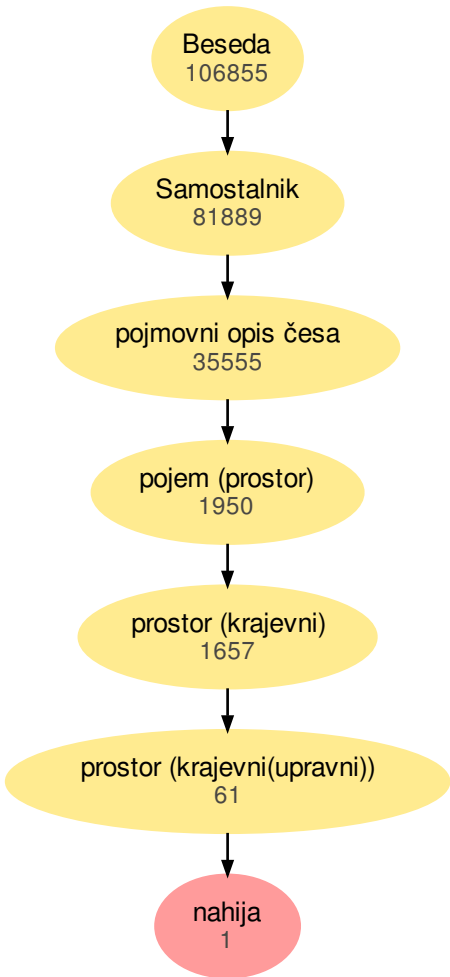 Beseda
106855
Samostalnik
81889
pojmovni opis česa
35555
pojem (prostor)
1950
prostor (krajevni)
1657
prostor (krajevni(upravni))
61
nahija
1